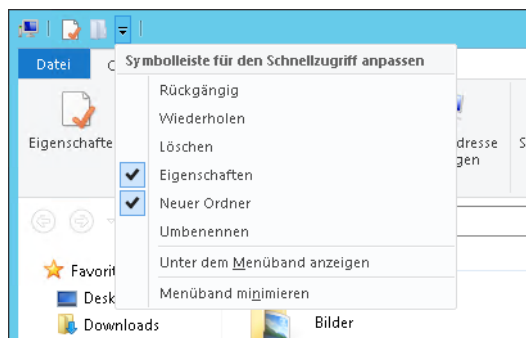 Datei
Symbolleiste für den Schnellzugriff anpassen
Rückgängig
Wiederholen
Löschen
Eigenschaften
Neuer Ordner
Umbenennen
Unter dem Menüband anzeigen
Menüband minimieren
Eigenschafte
dresse
gen
Favorit
Desk
Downloads
Bilder